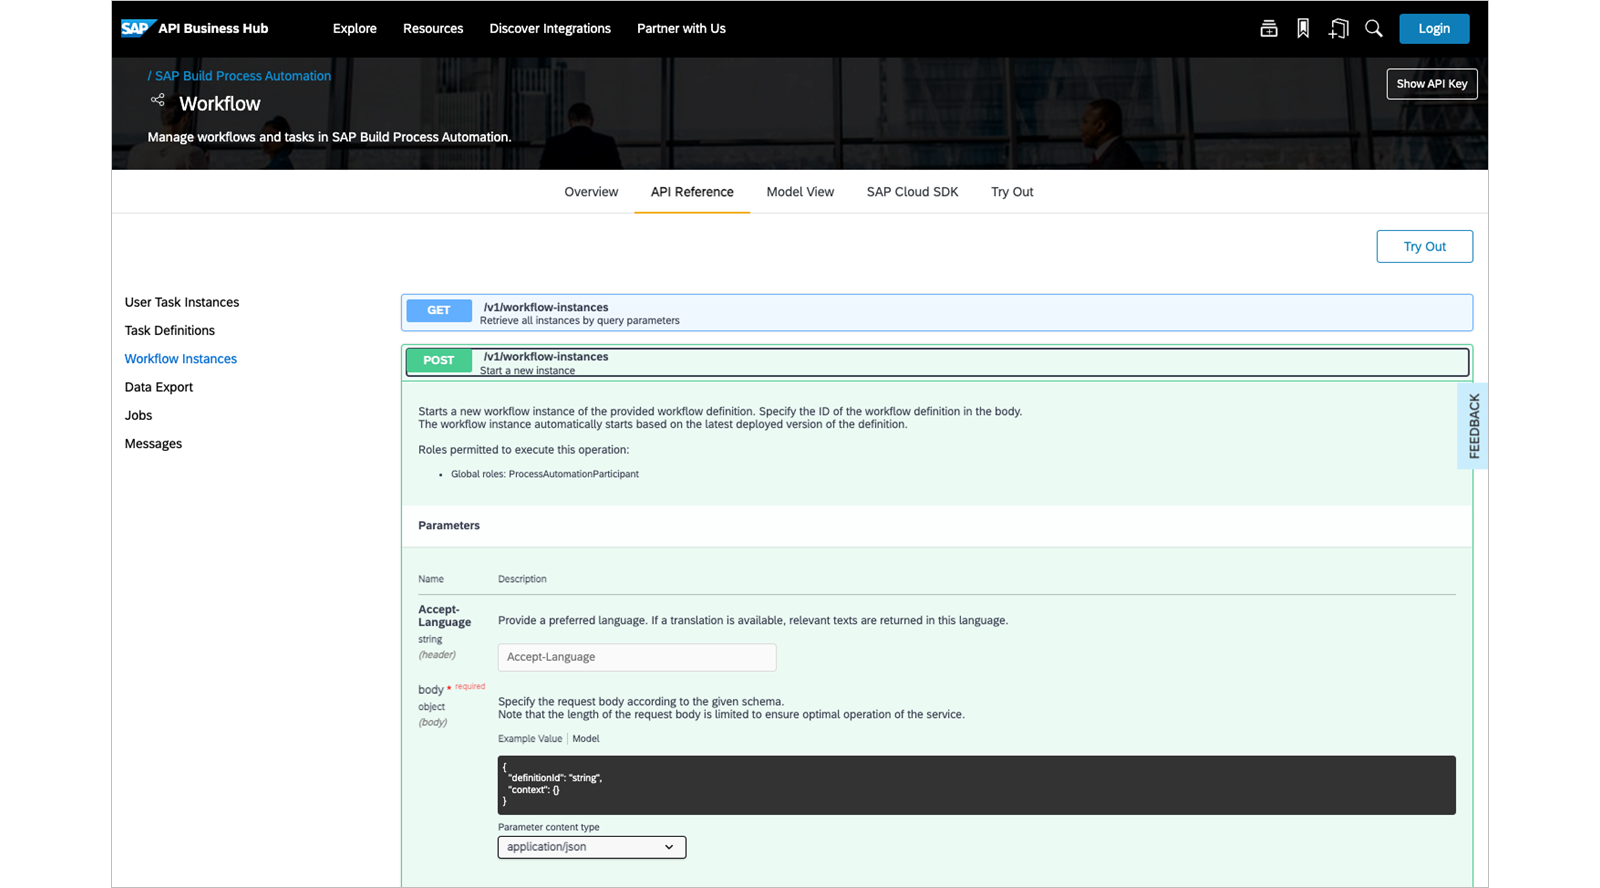 SAP API Business Hub
Explore
Resources
Discover Integrations
Partner with Us
Login
/ SAP Build Process Automation
Show API Key
Workflow
Manage workflows and tasks in SAP Build Process Automation.
Overview
API Reference
Model View
SAP Cloud SDK
Try Out
Try Out
User Task Instances
Task Definitions
Workflow Instances
Data Export
Jobs
Messages
GET
/v1/workflow-instances
Retrieve all instances by query parameters
POST
/v1/workflow-instances
Start a new instance
Starts a new workflow instance of the provided workflow definition. Specify the ID of the workflow definition in the body.
The workflow instance automatically starts based on the latest deployed version of the definition.
Roles permitted to execute this operation:
• Global roles: ProcessAutomationParticipant
FEEDBACK
Parameters
Name
Description
Accept-
Language
string
(header)
Provide a preferred language. If a translation is available, relevant texts are returned in this language.
Accept-Language
body * required
object
(body)
Specify the request body according to the given schema.
Note that the length of the request body is limited to ensure optimal operation of the service.
Example Value | Model
{
"definitionId": "string",
"context": {}
}
Parameter content type
application/json